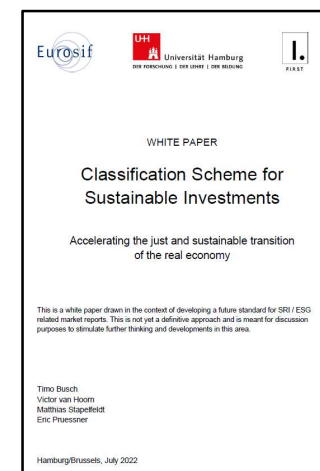 Eurosif
UH
Universität Hamburg
DER FORSCHUNG | DER LEHRE | DER BILDUNG
I.
FIRST
WHITE PAPER
Classification Scheme for
Sustainable Investments
Accelerating the just and sustainable transition
of the real economy
This is a white paper drawn in the context of developing a future standard for SRI / ESG
related market reports. This is not yet a definitive approach and is meant for discussion
purposes to stimulate further thinking and developments in this area.
Timo Busch
Victor van Hoorn
Matthias Stapelfeldt
Eric Pruessner
Hamburg/Brussels, July 2022